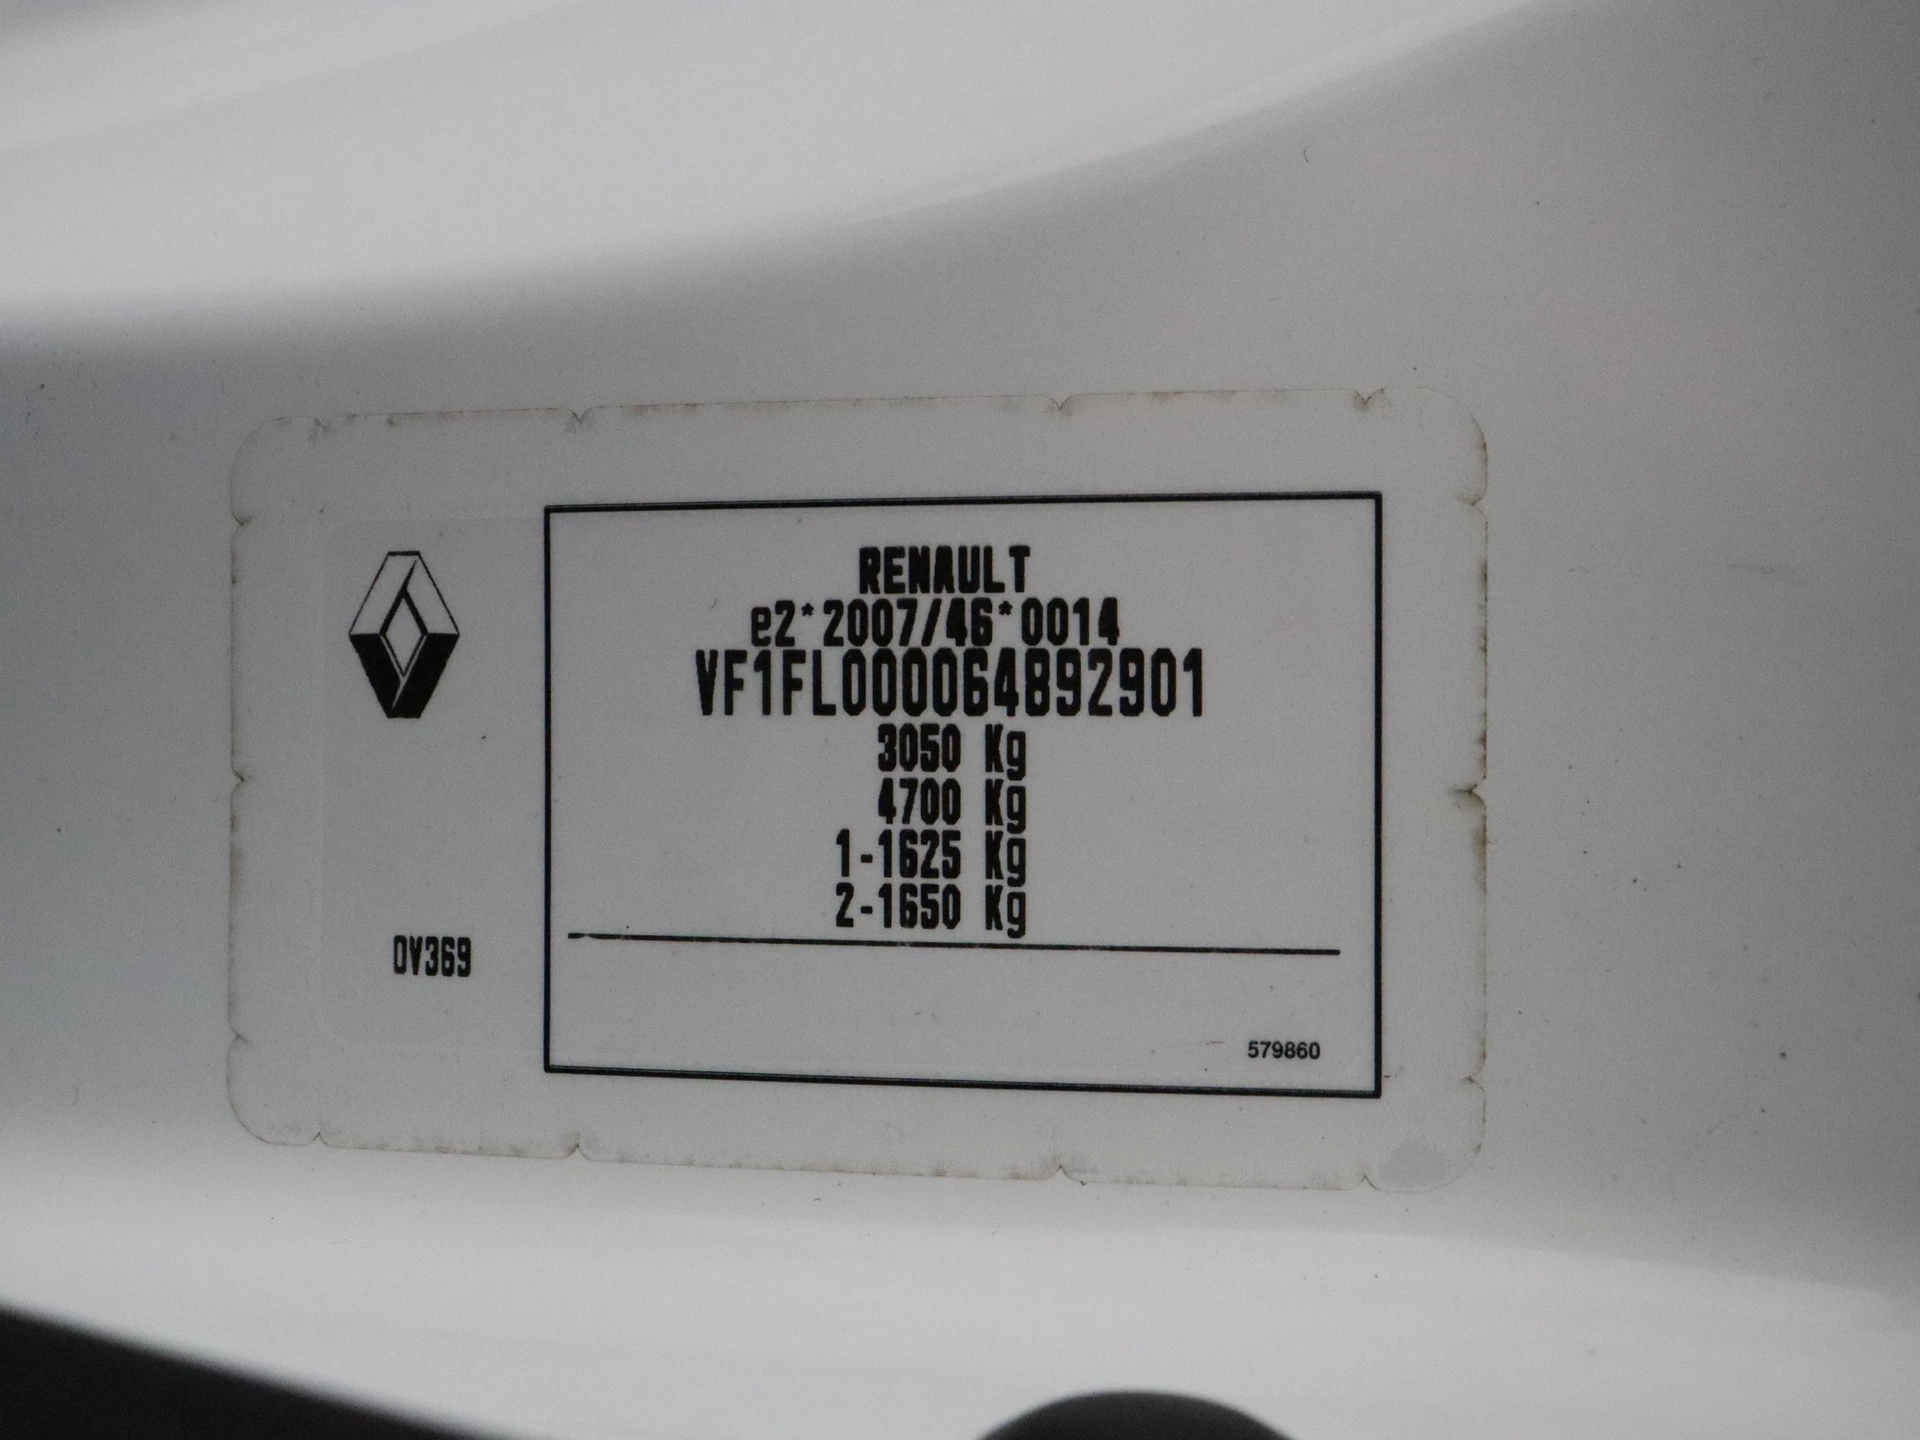 RENAULT
e2*2007/46*0014
VF1FL000064892901
3050 Kg
4700 Kg
1-1625 Kg
2-1650 Kg
0V369
579860